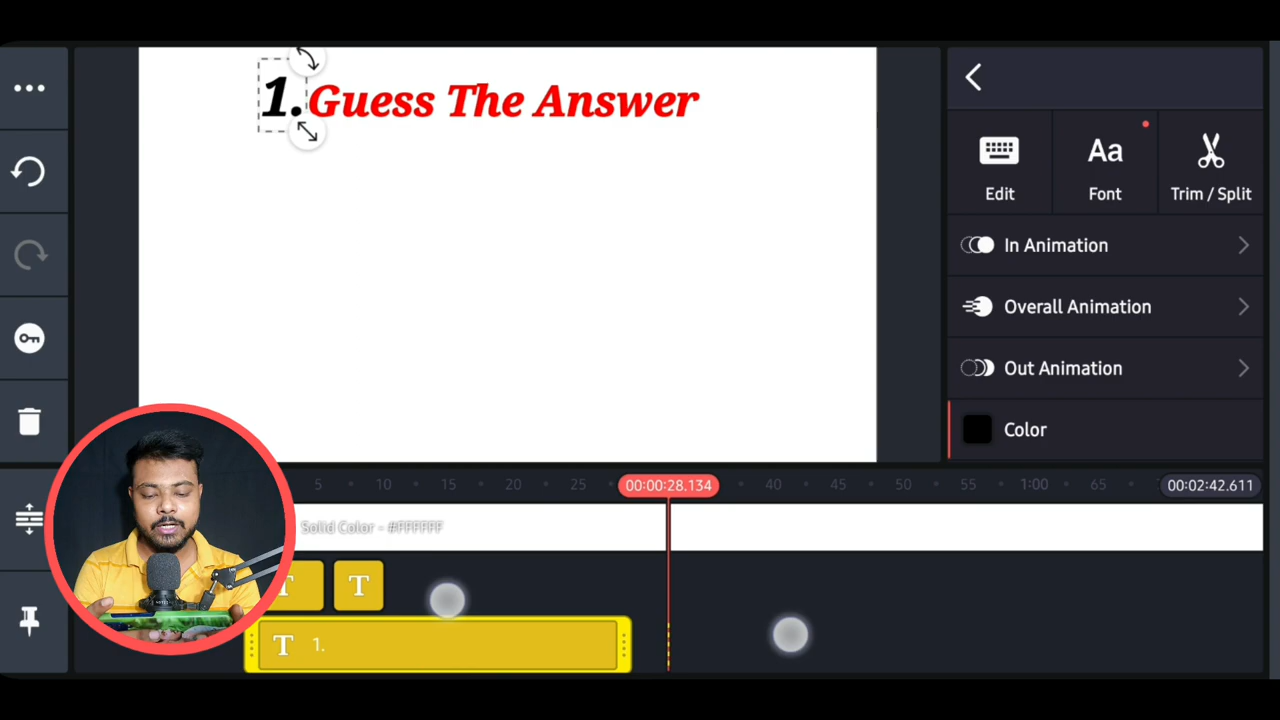 1. Guess The Answer
Edit
Font
Trim / Split
In Animation
Overall Animation
Out Animation
Color
5 10 15 20 25 00:00:28.134 40 45 50 55 1:00 65 00:02:42.611
Solid Color - #FFFFFF
T T
T 1.